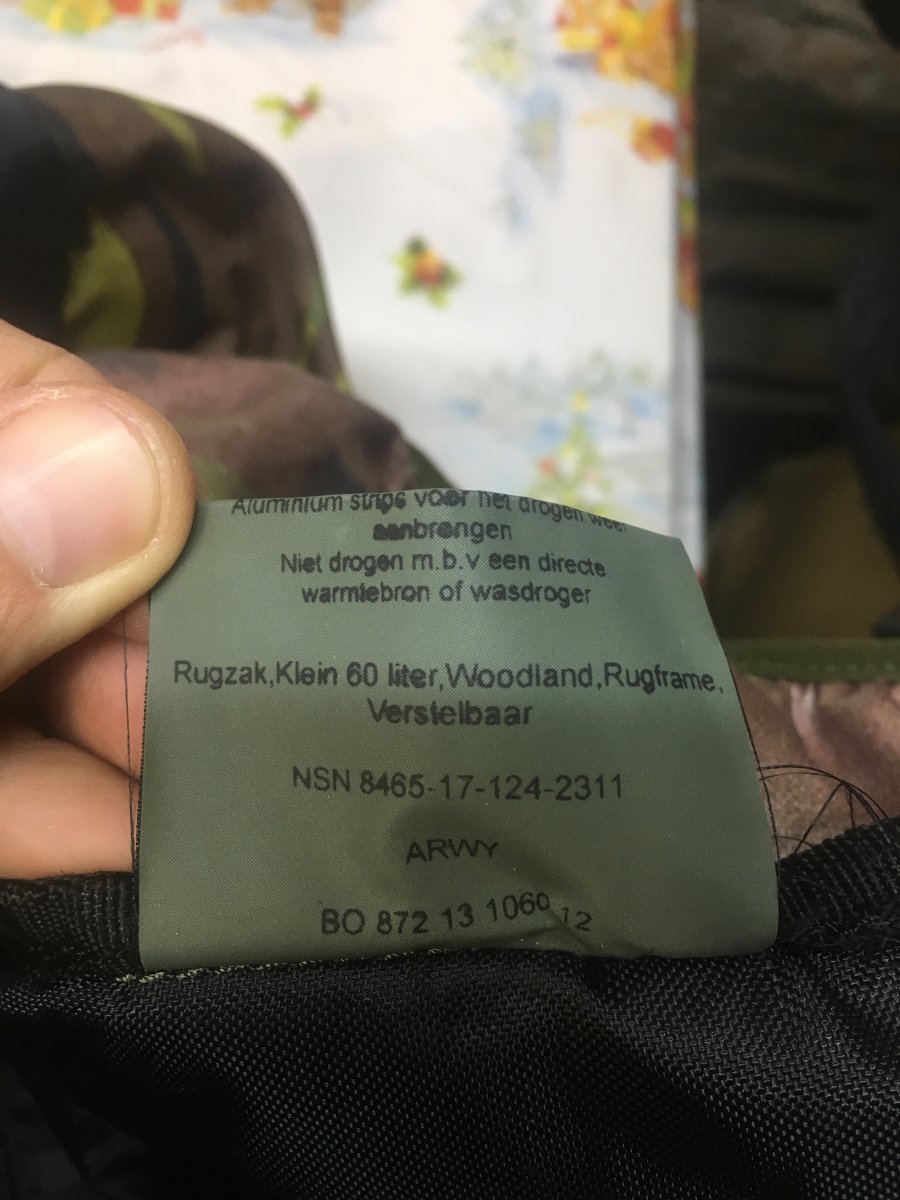 Aluminium strips voor het drogen weer
aanbrengen
Niet drogen m.b.v een directe
warmtebron of wasdroger
Rugzak,Klein 60 liter,Woodland,Rugframe,
Verstelbaar
NSN 8465-17-124-2311
ARWY
BO 872 13 1060 12